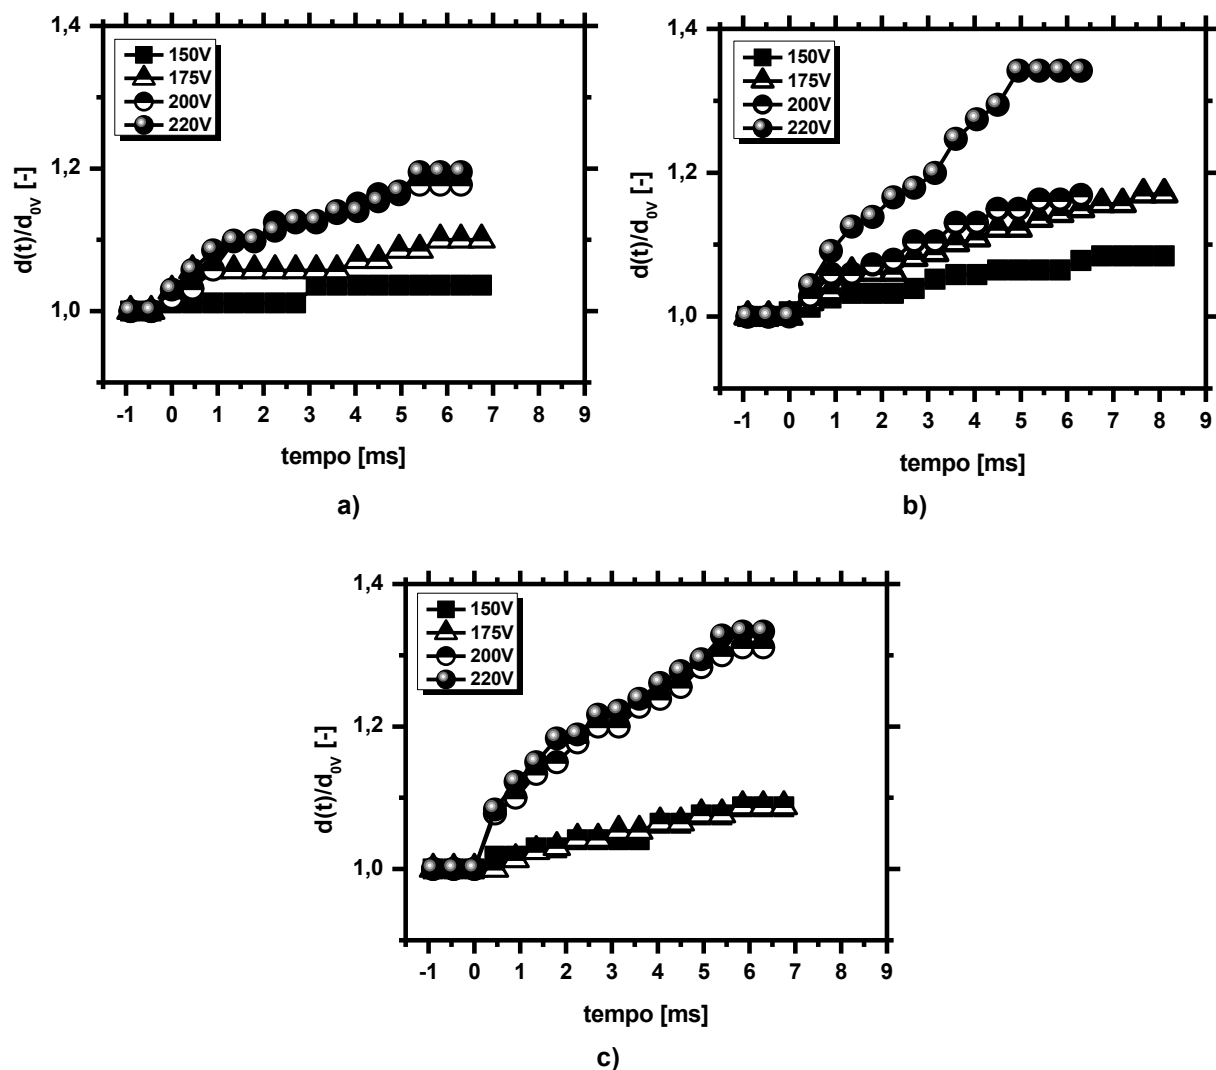 1,4
1,2
1,0
d(t)/d0V [-]
150V
175V
200V
220V
-1 0 1 2 3 4 5 6 7 8 9
tempo [ms]
a)
1,4
1,2
1,0
d(t)/d0V [-]
150V
175V
200V
220V
-1 0 1 2 3 4 5 6 7 8 9
tempo [ms]
b)
1,4
1,2
1,0
d(t)/d0V [-]
150V
175V
200V
220V
-1 0 1 2 3 4 5 6 7 8 9
tempo [ms]
c)